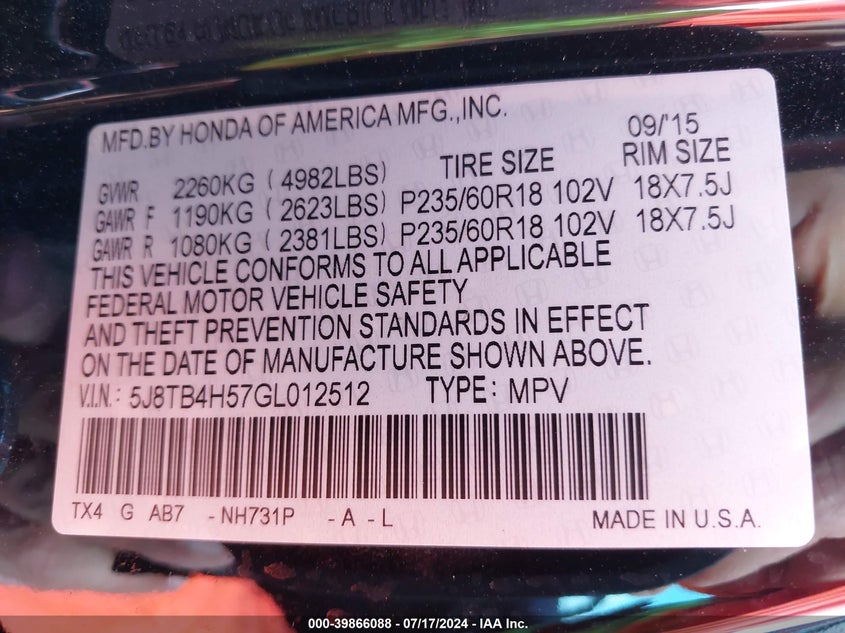 MFD.BY HONDA OF AMERICA MFG.,INC. 09/'15
TIRE SIZE RIM SIZE
GVWR 2260KG ( 4982LBS)
GAWR F 1190KG ( 2623LBS) P235/60R18 102V 18X7.5J
GAWR R 1080KG ( 2381LBS) P235/60R18 102V 18X7.5J
THIS VEHICLE CONFORMS TO ALL APPLICABLE
FEDERAL MOTOR VEHICLE SAFETY
AND THEFT PREVENTION STANDARDS IN EFFECT
ON THE DATE OF MANUFACTURE SHOWN ABOVE.
V.I.N.: 5J8TB4H57GL012512 TYPE: MPV
TX4 G AB7 -NH731P -A -L MADE IN U.S.A.
000-39866088 - 07/17/2024 - IAA Inc.